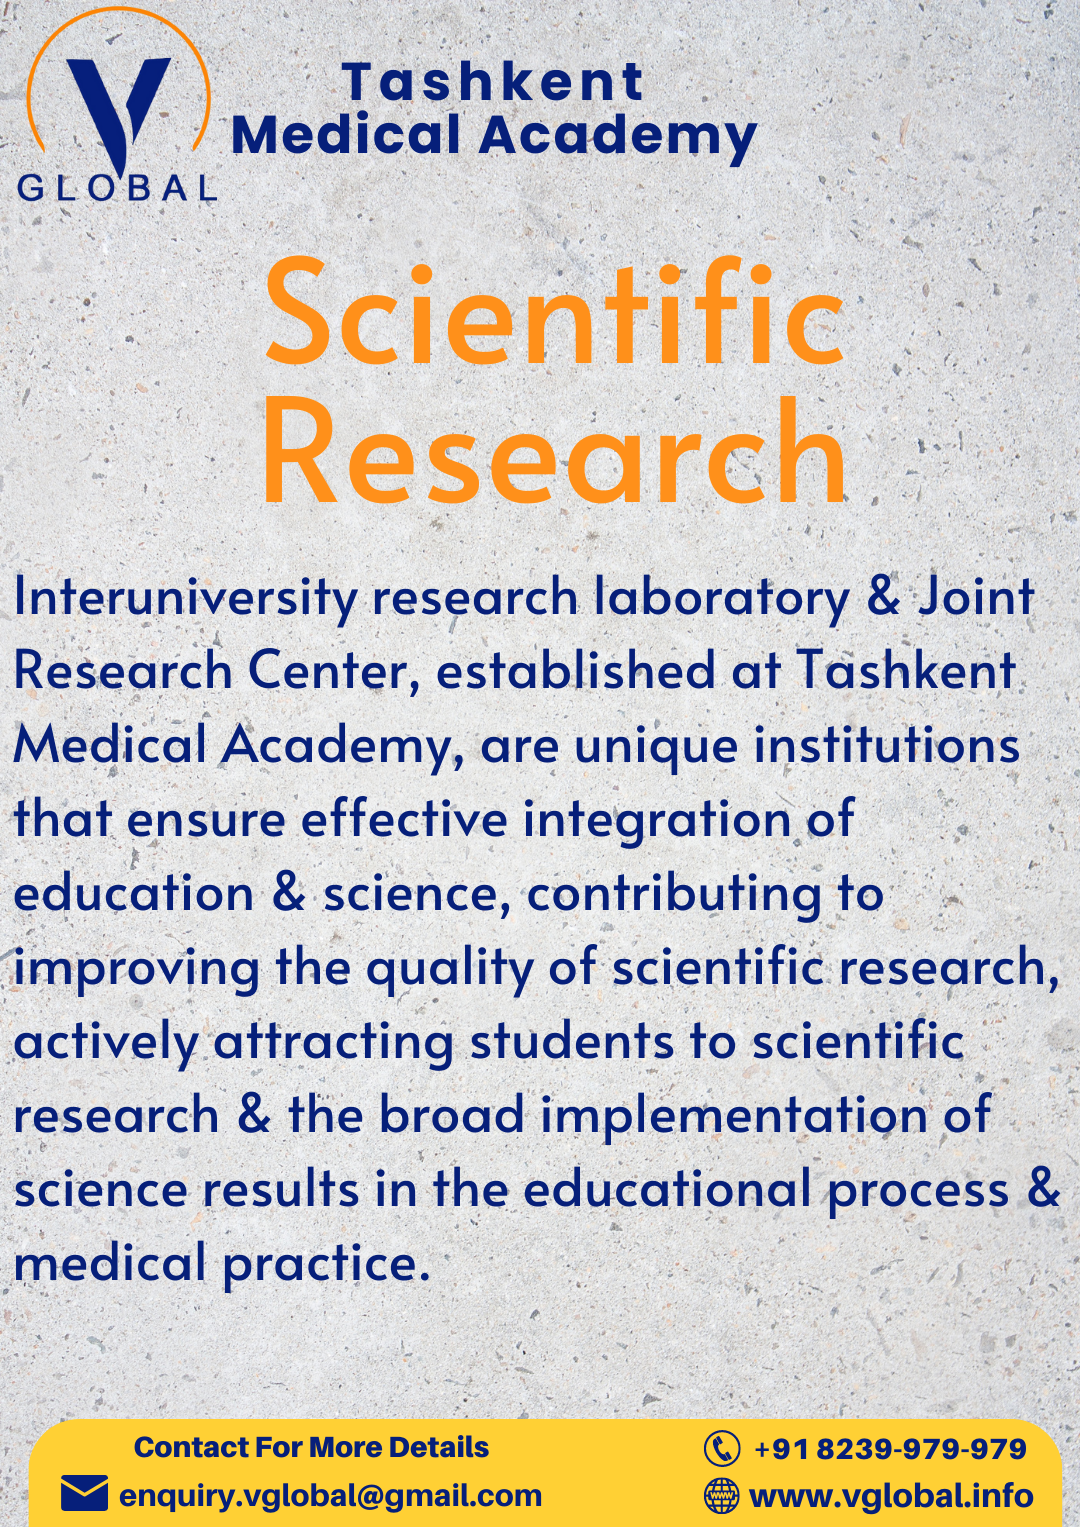 V
GLOBAL
Tashkent
Medical Academy
Scientific
Research
Interuniversity research laboratory & Joint
Research Center, established at Tashkent
Medical Academy, are unique institutions
that ensure effective integration of
education & science, contributing to
improving the quality of scientific research,
actively attracting students to scientific
research & the broad implementation of
science results in the educational process &
medical practice.
Contact For More Details
enquiry.vglobal@gmail.com
+91 8239-979-979
www.vglobal.info